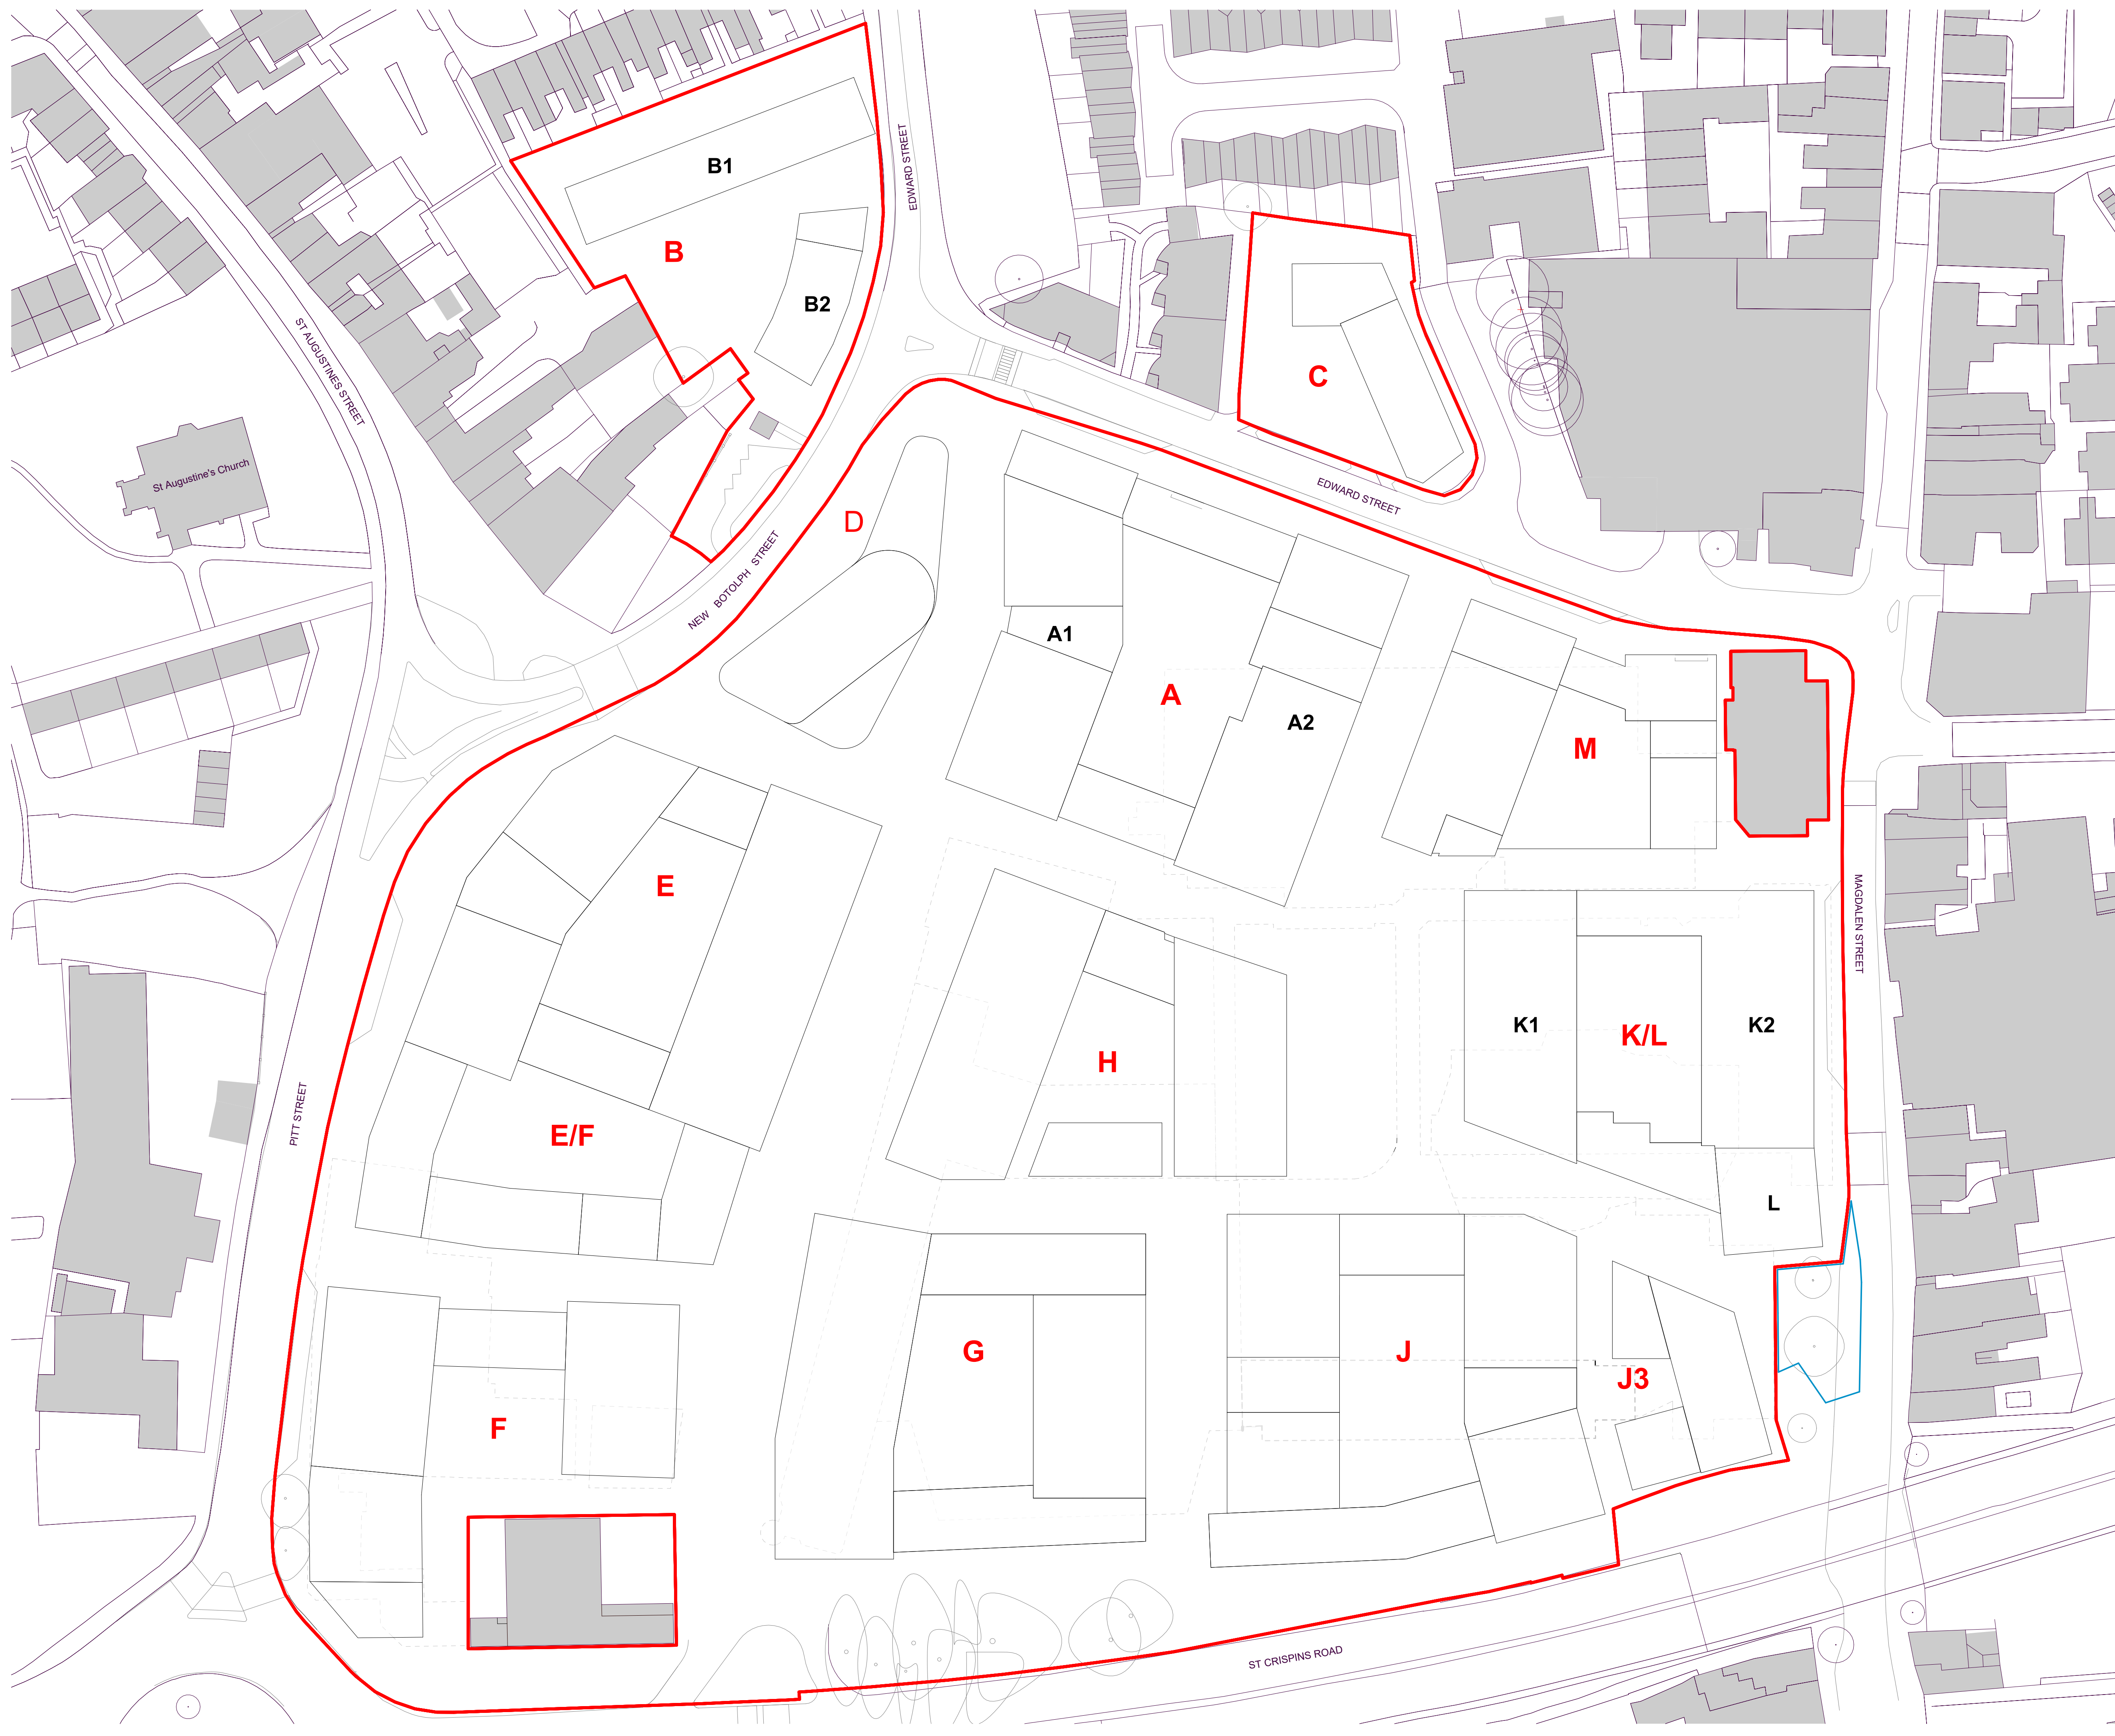 B1
EDWARD STREET
B
B2
ST AUGUSTINES STREET
C
St Augustine's Church
EDWARD STREET
D
NEW BOTOLPH STREET
A1
A
A2
M
E
MAGDALEN STREET
K1
K/L
K2
H
PITT STREET
E/F
L
G
J
J3
F
ST CRISPINS ROAD